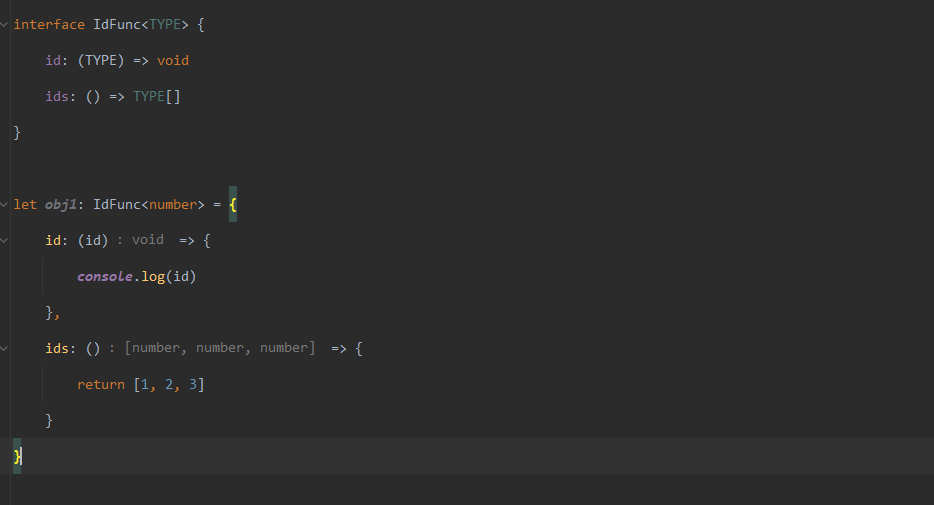 interface IdFunc<TYPE> {
    id: (TYPE) => void
    ids: () => TYPE[]
}
let obj1: IdFunc<number> = {
    id: (id) : void => {
        console.log(id)
    },
    ids: () : [number, number, number] => {
        return [1, 2, 3]
    }
}